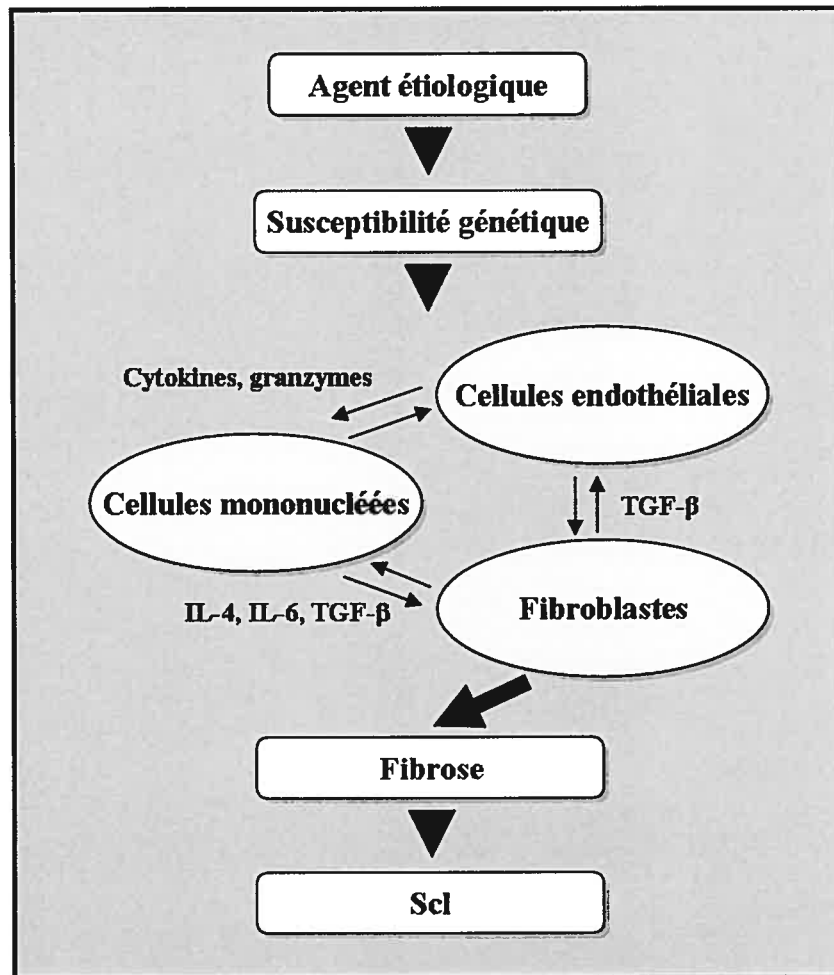 Agent étiologique
Susceptibilité génétique
Cytokines, granzymes
Cellules endothéliales
Cellules mononucléées
TGF-β
IL-4, IL-6, TGF-β
Fibroblastes
Fibrose
Scl